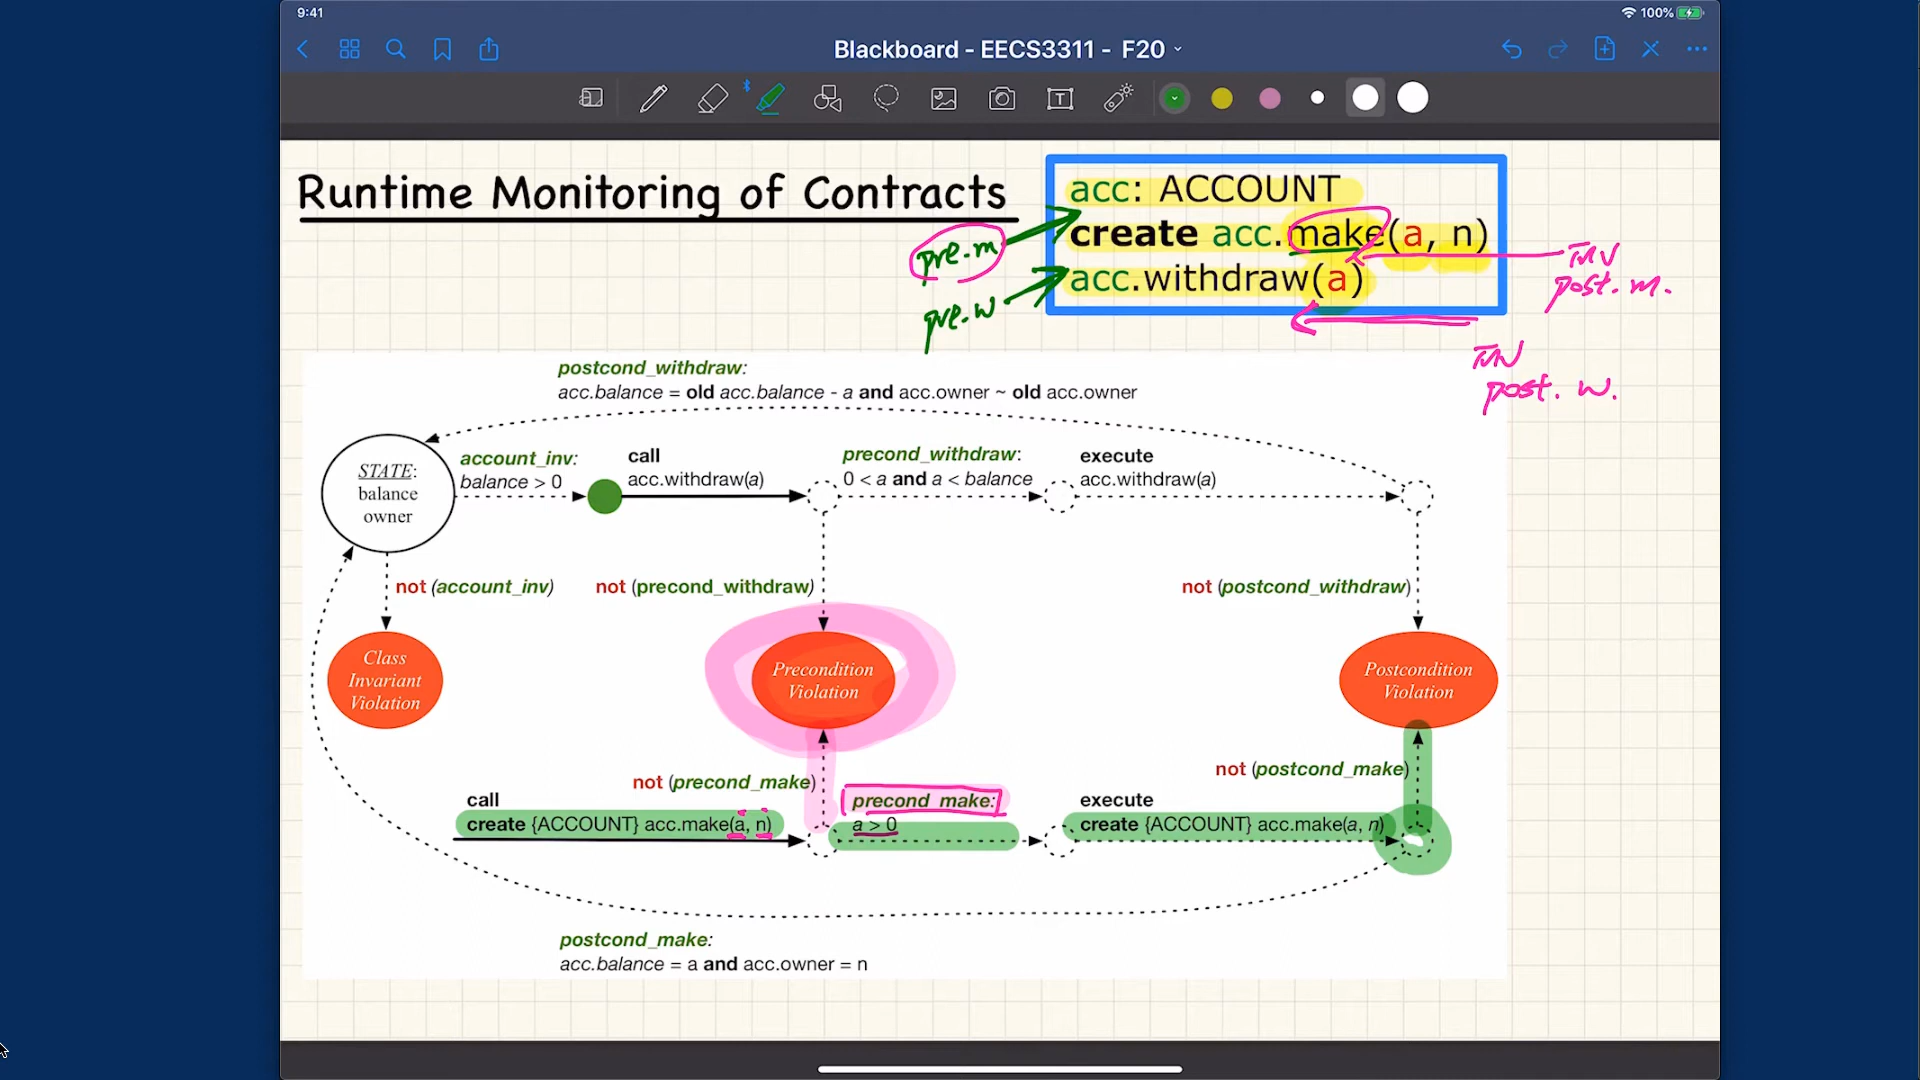 9:41
100%
Blackboard - EECS3311 - F20
Runtime Monitoring of Contracts
acc: ACCOUNT
create acc.make(a, n)
acc.withdraw(a)
pre.m
pre.w
INV
post. m.
INV
post. w.
postcond_withdraw:
acc.balance = old acc.balance - a and acc.owner ~ old acc.owner
STATE:
balance
owner
account_inv:
balance > 0
call
acc.withdraw(a)
precond_withdraw:
0 < a and a < balance
execute
acc.withdraw(a)
not (account_inv)
not (precond_withdraw)
not (postcond_withdraw)
Class
Invariant
Violation
Precondition
Violation
Postcondition
Violation
not (precond_make)
not (postcond_make)
call
create {ACCOUNT} acc.make(a, n)
precond_make:
a > 0
execute
create {ACCOUNT} acc.make(a, n)
postcond_make:
acc.balance = a and acc.owner = n